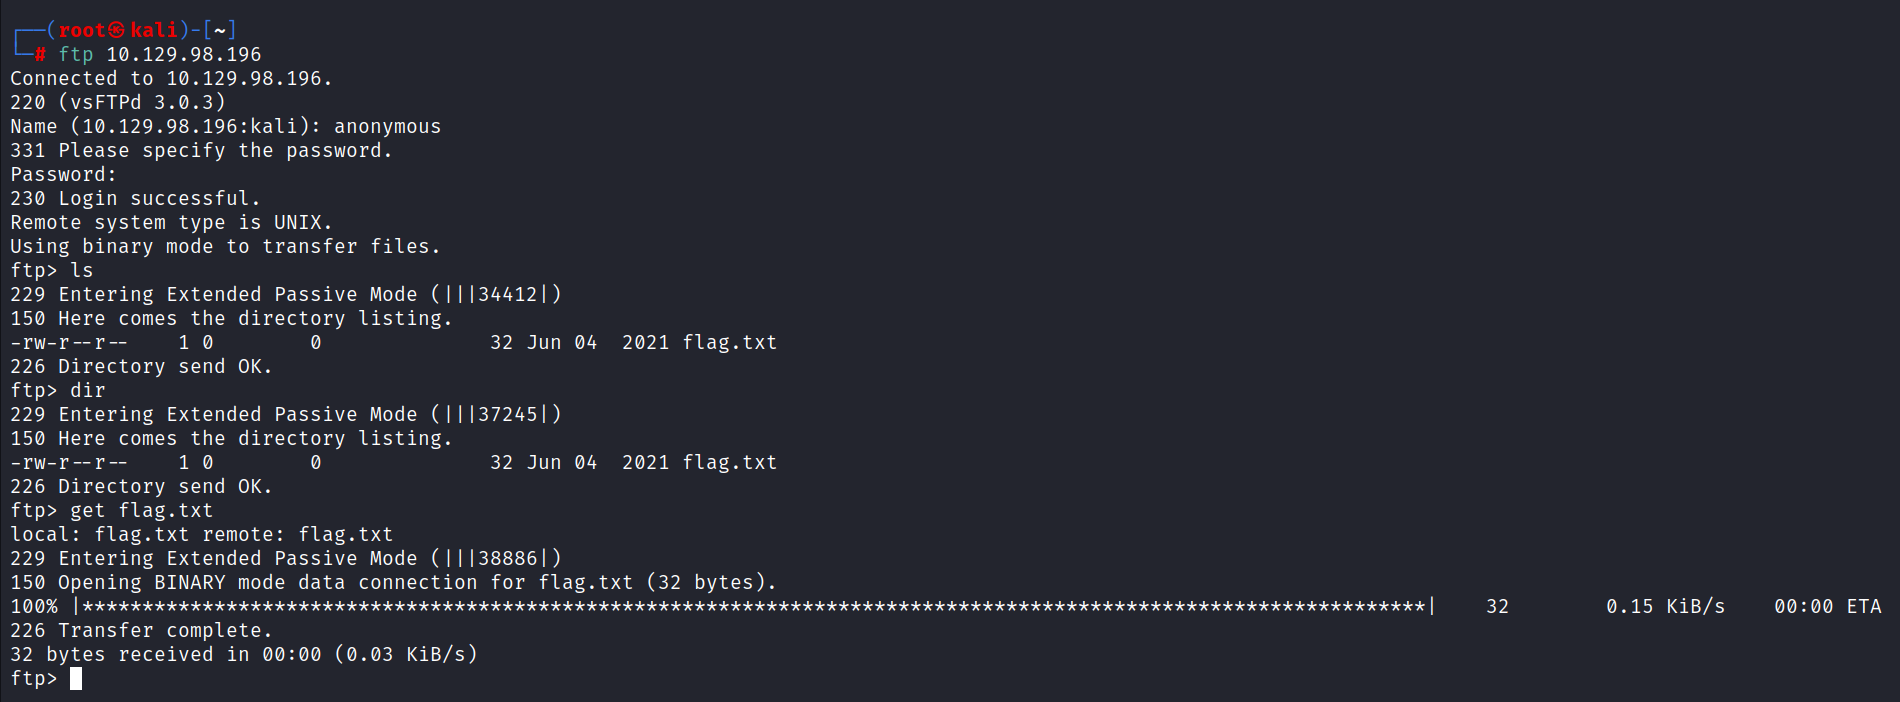 ┌──(root㉿kali)-[~]
└─# ftp 10.129.98.196
Connected to 10.129.98.196.
220 (vsFTPd 3.0.3)
Name (10.129.98.196:kali): anonymous
331 Please specify the password.
Password:
230 Login successful.
Remote system type is UNIX.
Using binary mode to transfer files.
ftp> ls
229 Entering Extended Passive Mode (|||34412|)
150 Here comes the directory listing.
-rw-r--r--    1 0        0              32 Jun 04  2021 flag.txt
226 Directory send OK.
ftp> dir
229 Entering Extended Passive Mode (|||37245|)
150 Here comes the directory listing.
-rw-r--r--    1 0        0              32 Jun 04  2021 flag.txt
226 Directory send OK.
ftp> get flag.txt
local: flag.txt remote: flag.txt
229 Entering Extended Passive Mode (|||38886|)
150 Opening BINARY mode data connection for flag.txt (32 bytes).
100% |****************************************************************************************************************|    32        0.15 KiB/s    00:00 ETA
226 Transfer complete.
32 bytes received in 00:00 (0.03 KiB/s)
ftp>